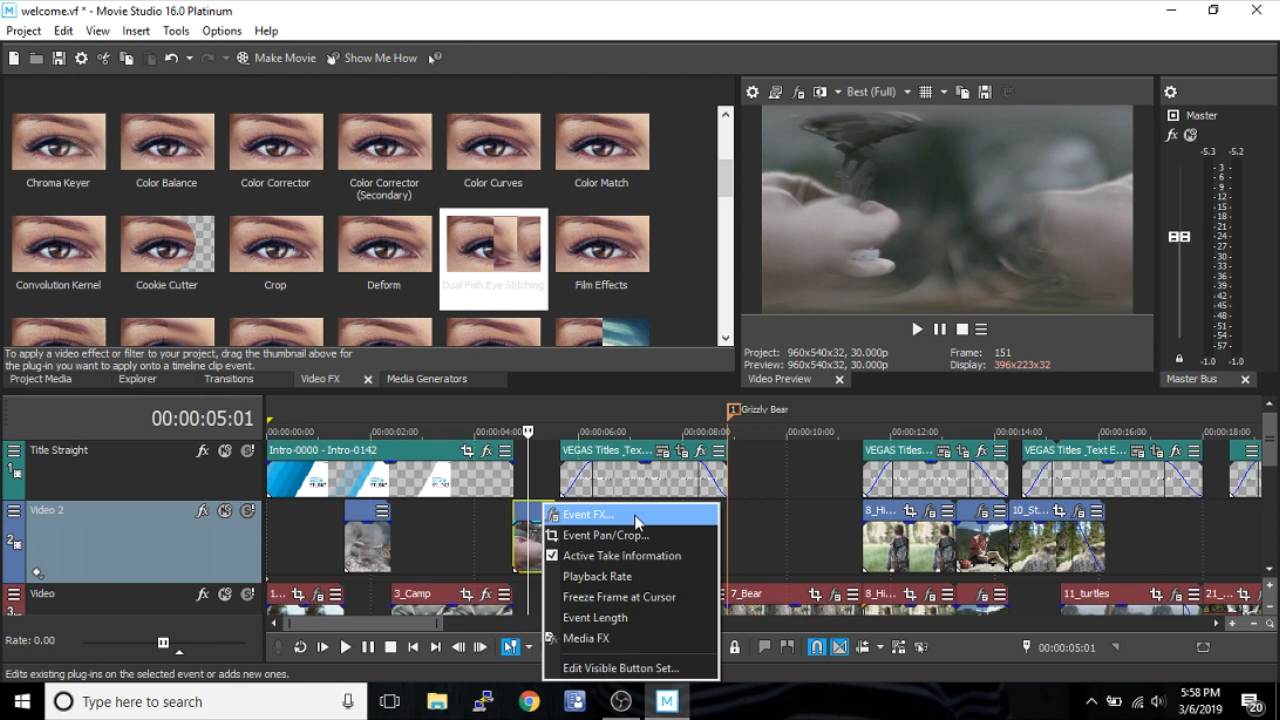 welcome.vf * - Movie Studio 16.0 Platinum
Project Edit View Insert Tools Options Help
Make Movie Show Me How
Chroma Keyer Color Balance Color Corrector Color Corrector (Secondary) Color Curves Color Match
Convolution Kernel Cookie Cutter Crop Deform Dual Fish Eye Stitching Film Effects
To apply a video effect or filter to your project, drag the thumbnail above for
the plug-in you want to apply onto a timeline clip event.
Project Media Explorer Transitions Video FX Media Generators
Best (Full)
Project: 960x540x32, 30.000p Frame: 151
Preview: 960x540x32, 30.000p Display: 396x223x32
Video Preview
Master
-5.3 -5.2
- 3 -
- 6 -
- 9 -
-12-
-15-
-18-
-21-
-24-
-27-
-30-
-33-
-36-
-39-
-42-
-45-
-48-
-51-
-54-
-57-
-1.0 -1.0
Master Bus
00:00:05:01
1 Grizzly Bear
00:00:00:00 00:00:02:00 00:00:04:00 00:00:06:00 00:00:08:00 00:00:10:00 00:00:12:00 00:00:14:00 00:00:16:00 00:00:18:00
1 Title Straight
Intro-0000 - Intro-0142 VEGAS Titles _Tex... VEGAS Titles... VEGAS Titles _Text E...
2 Video 2
8_Hi... 10_St...
3 Video
1... 3_Camp 7_Bear 8_Hi... 11_turtles 21_...
Event FX...
Event Pan/Crop...
Active Take Information
Playback Rate
Freeze Frame at Cursor
Event Length
Media FX
Edit Visible Button Set...
Rate: 0.00
00:00:05:01
Edits existing plug-ins on the selected event or adds new ones.
Type here to search
5:58 PM
3/6/2019
20